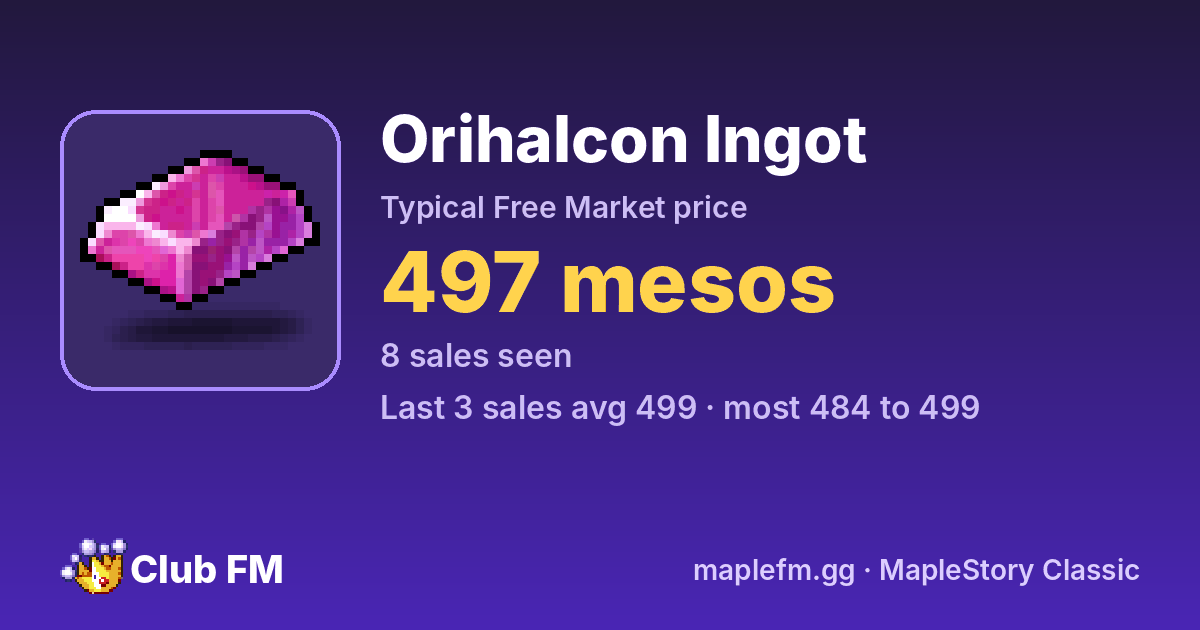 Orihalcon Ingot
Typical Free Market price
497 mesos
8 sales seen
Last 3 sales avg 499 · most 484 to 499
Club FM
maplefm.gg · MapleStory Classic